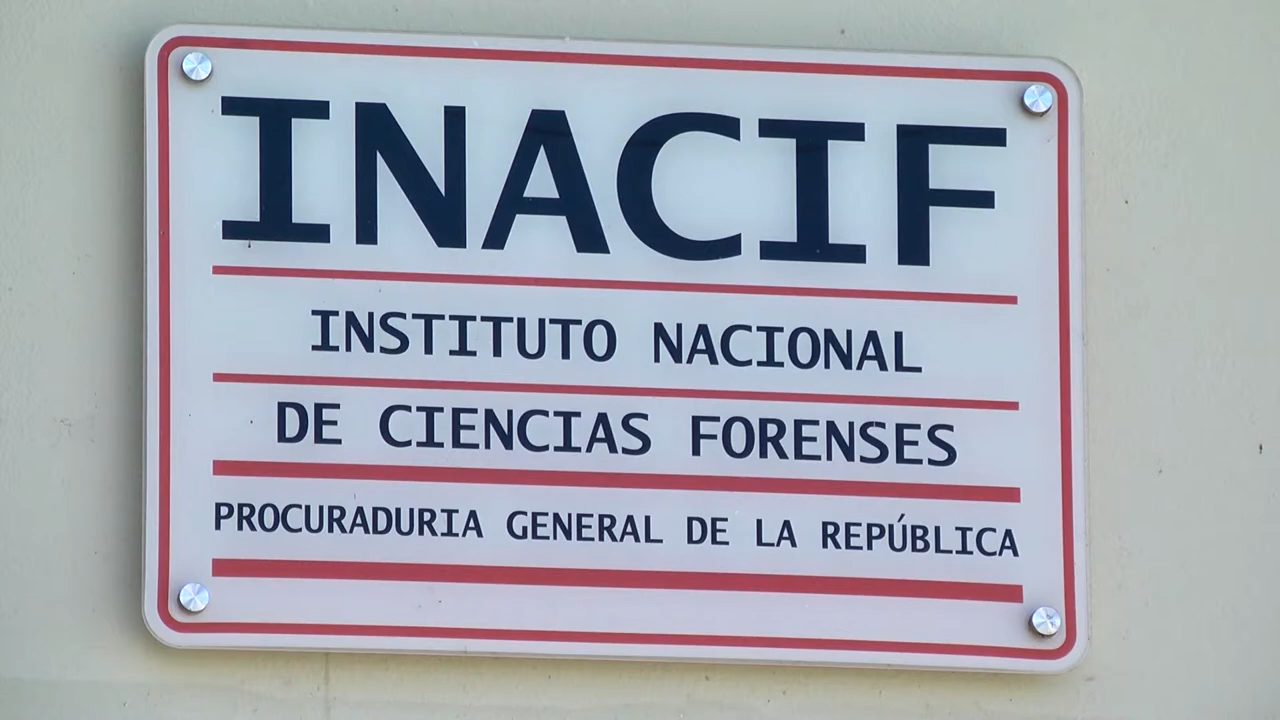 INACIF
INSTITUTO NACIONAL
DE CIENCIAS FORENSES
PROCURADURIA GENERAL DE LA REPÚBLICA